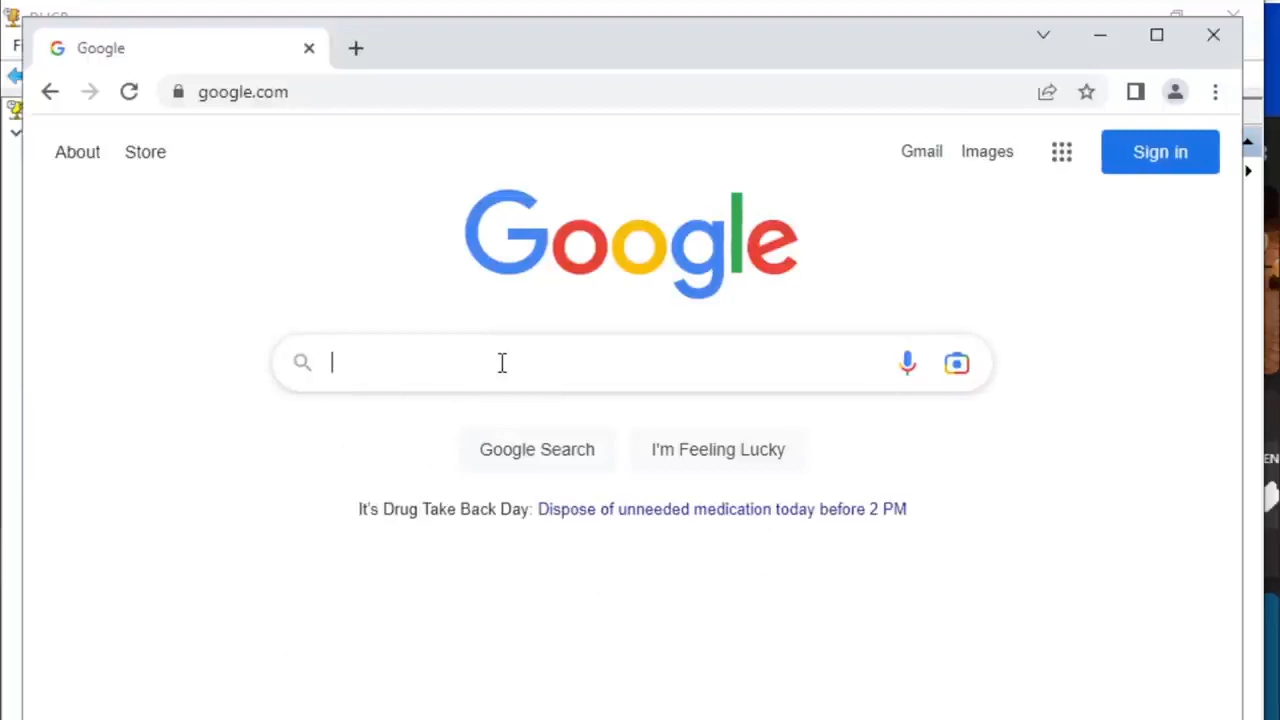 DHCP
Google
google.com
About Store Gmail Images Sign in
Google
Google Search I'm Feeling Lucky
It's Drug Take Back Day: Dispose of unneeded medication today before 2 PM